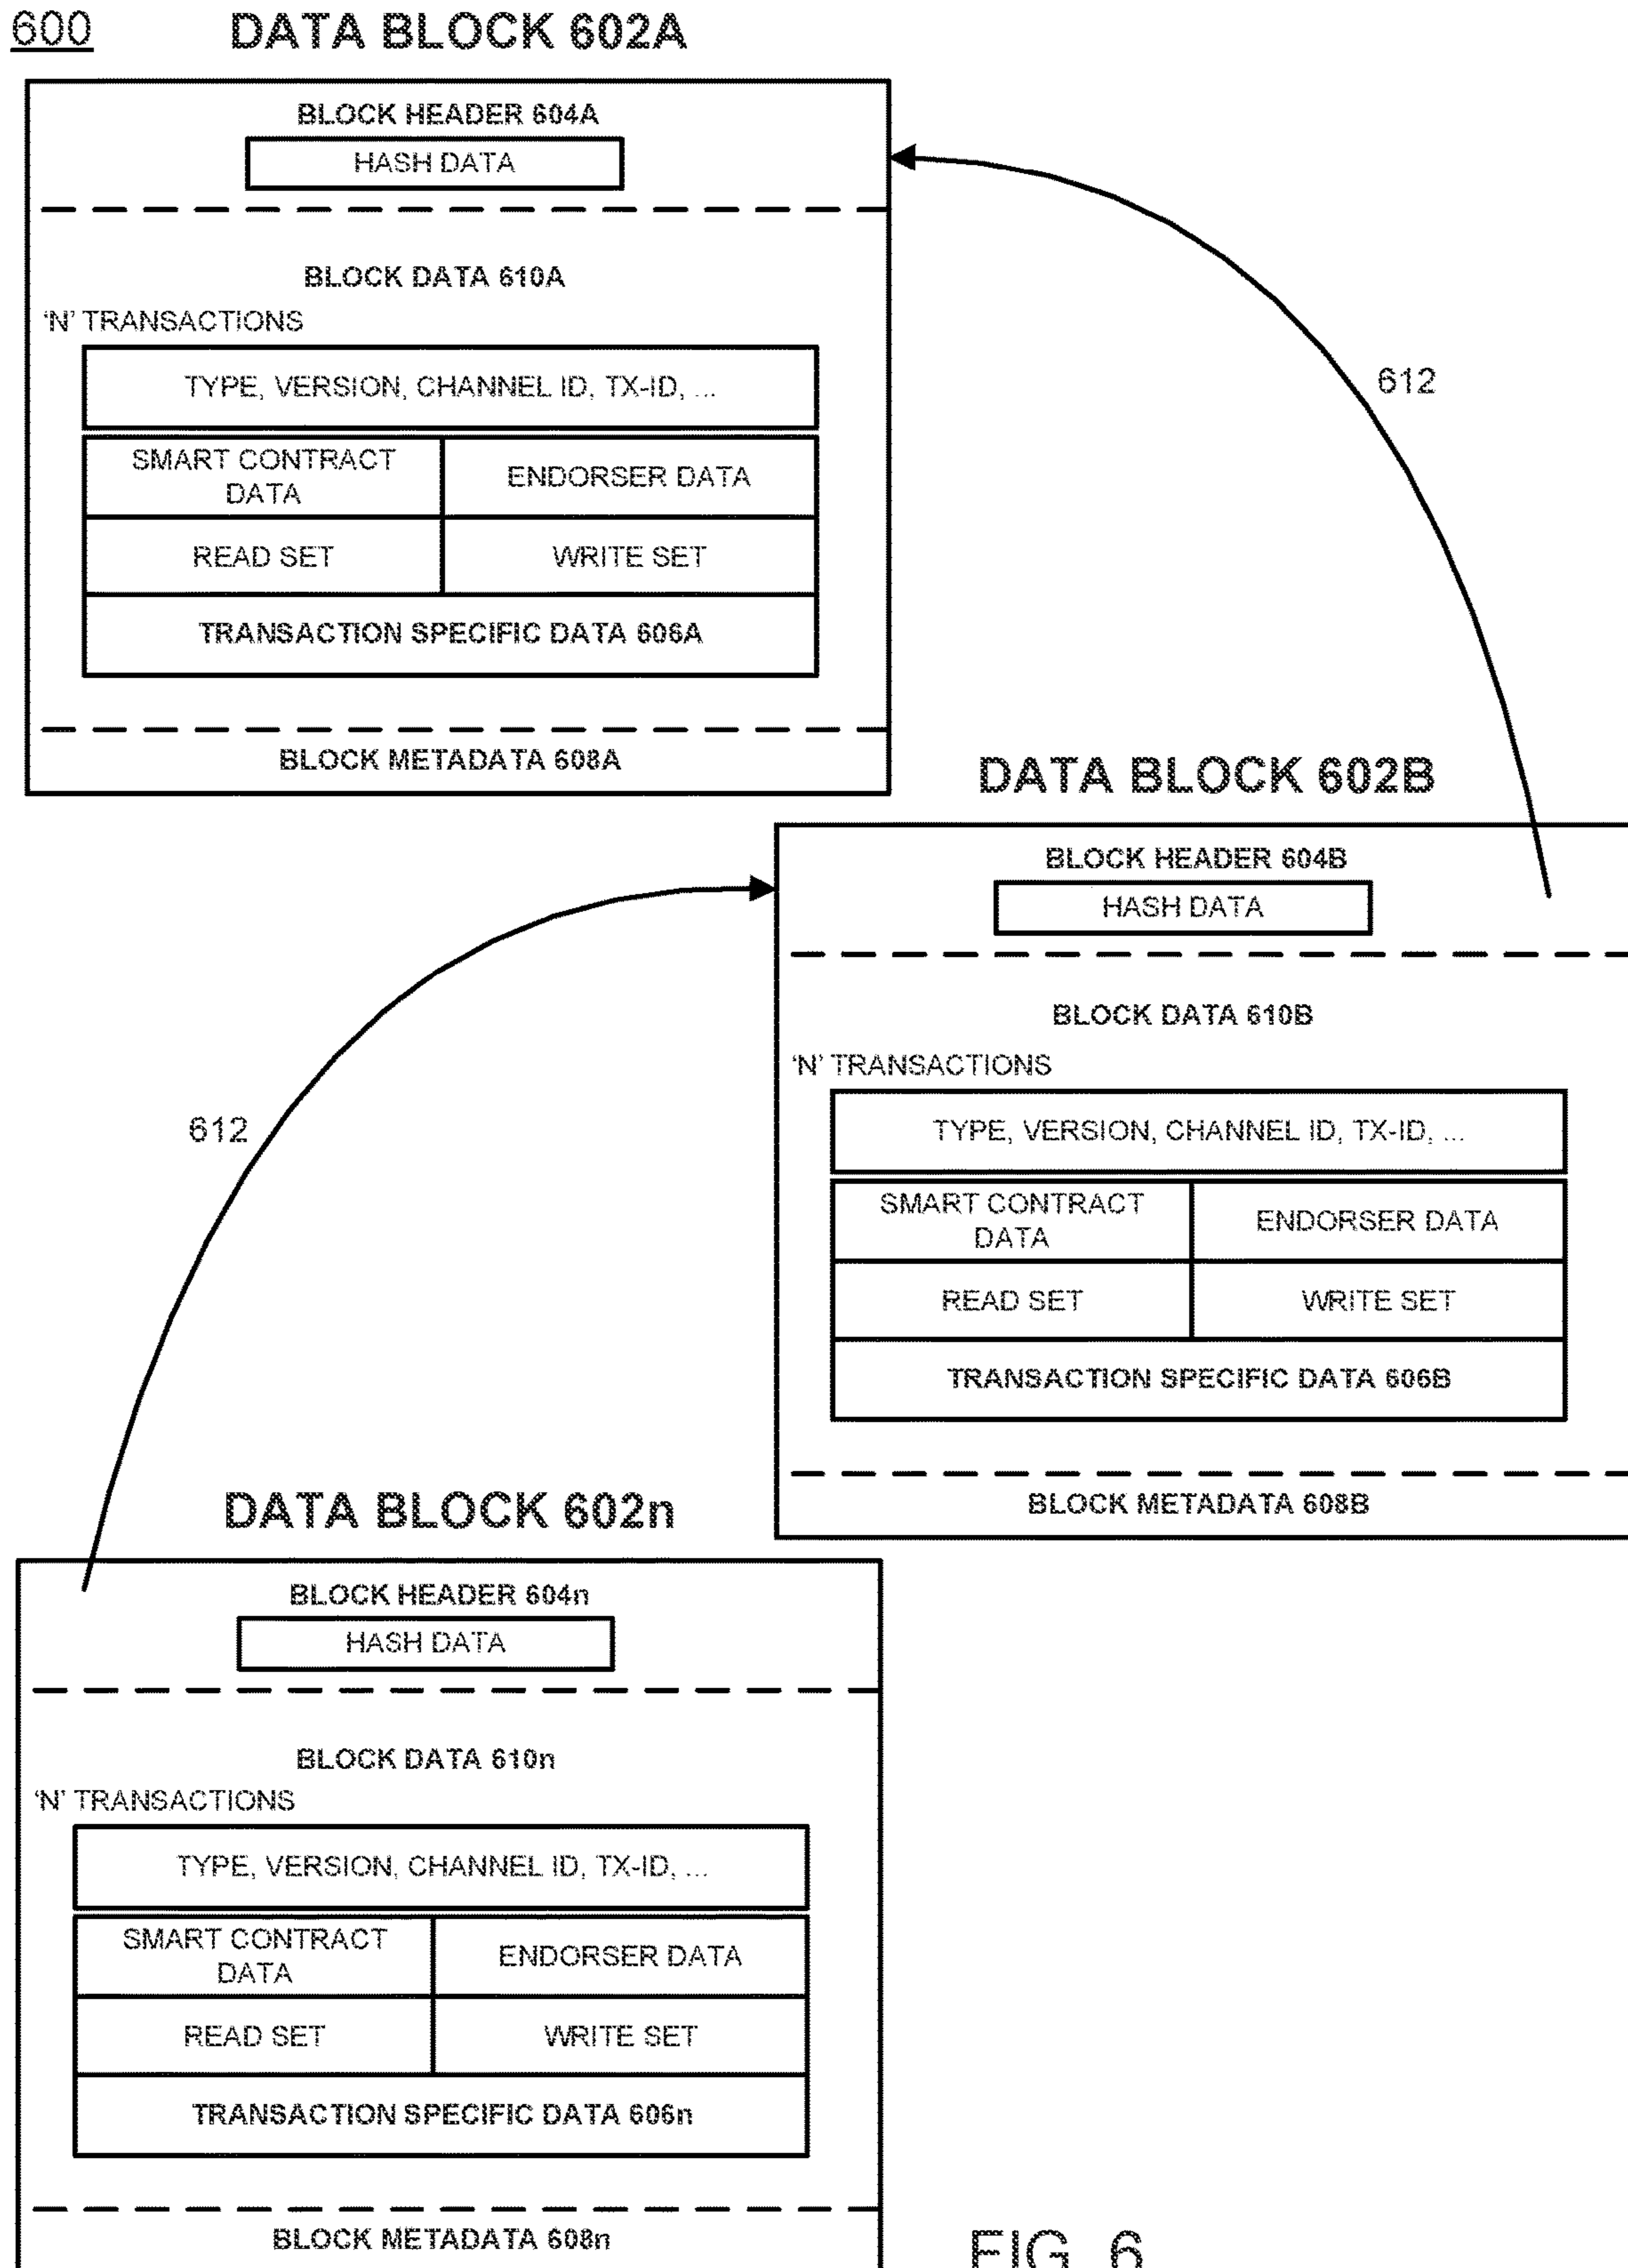 600
DATA BLOCK 602A
BLOCK HEADER 604A
HASH DATA
BLOCK DATA 610A
'N' TRANSACTIONS
TYPE, VERSION, CHANNEL ID, TX-ID, ...
SMART CONTRACT
DATA
ENDORSER DATA
READ SET
WRITE SET
TRANSACTION SPECIFIC DATA 606A
BLOCK METADATA 608A
612
DATA BLOCK 602B
BLOCK HEADER 604B
HASH DATA
BLOCK DATA 610B
'N' TRANSACTIONS
TYPE, VERSION, CHANNEL ID, TX-ID, ...
SMART CONTRACT
DATA
ENDORSER DATA
READ SET
WRITE SET
TRANSACTION SPECIFIC DATA 606B
BLOCK METADATA 608B
612
DATA BLOCK 602n
BLOCK HEADER 604n
HASH DATA
BLOCK DATA 610n
'N' TRANSACTIONS
TYPE, VERSION, CHANNEL ID, TX-ID, ...
SMART CONTRACT
DATA
ENDORSER DATA
READ SET
WRITE SET
TRANSACTION SPECIFIC DATA 606n
BLOCK METADATA 608n
FIG. 6